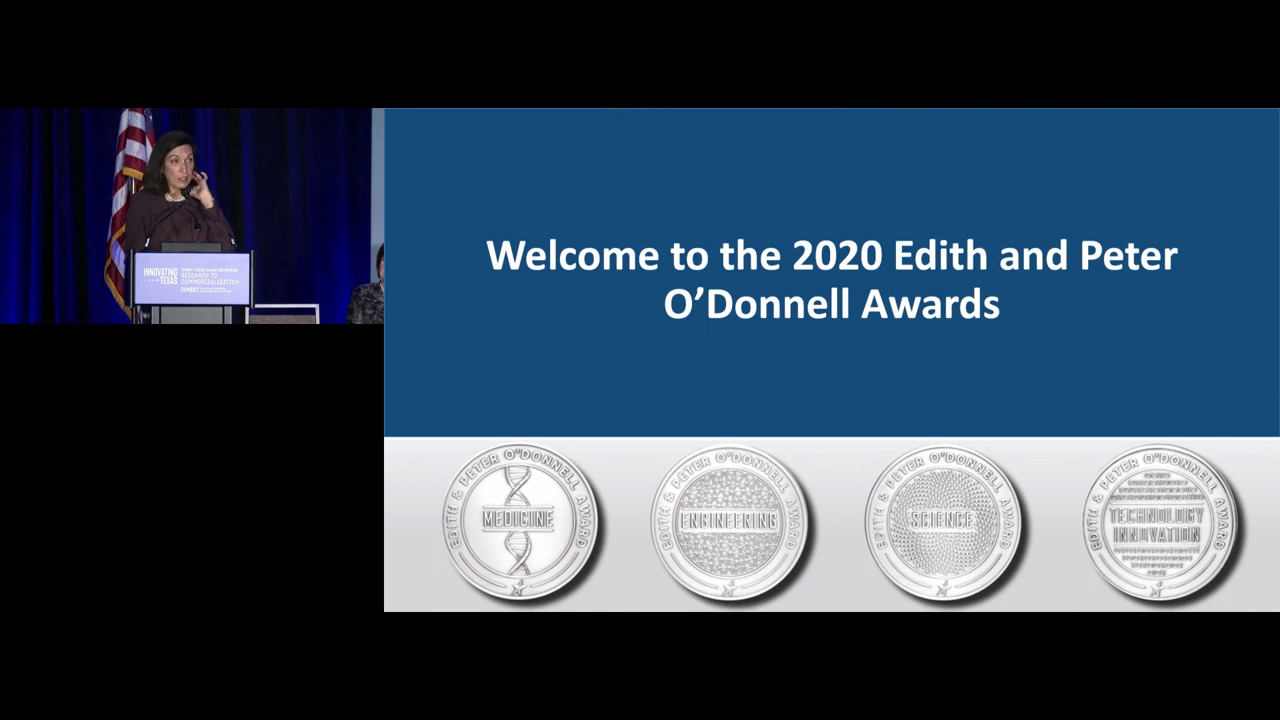 Welcome to the 2020 Edith and Peter
O’Donnell Awards
INNOVATING
TEXAS
RESEARCH TO
COMMERCIALIZATION
TAMEST
EDITH & PETER O'DONNELL AWARD
MEDICINE
EDITH & PETER O'DONNELL AWARD
ENGINEERING
EDITH & PETER O'DONNELL AWARD
SCIENCE
EDITH & PETER O'DONNELL AWARD
TECHNOLOGY
INNOVATION